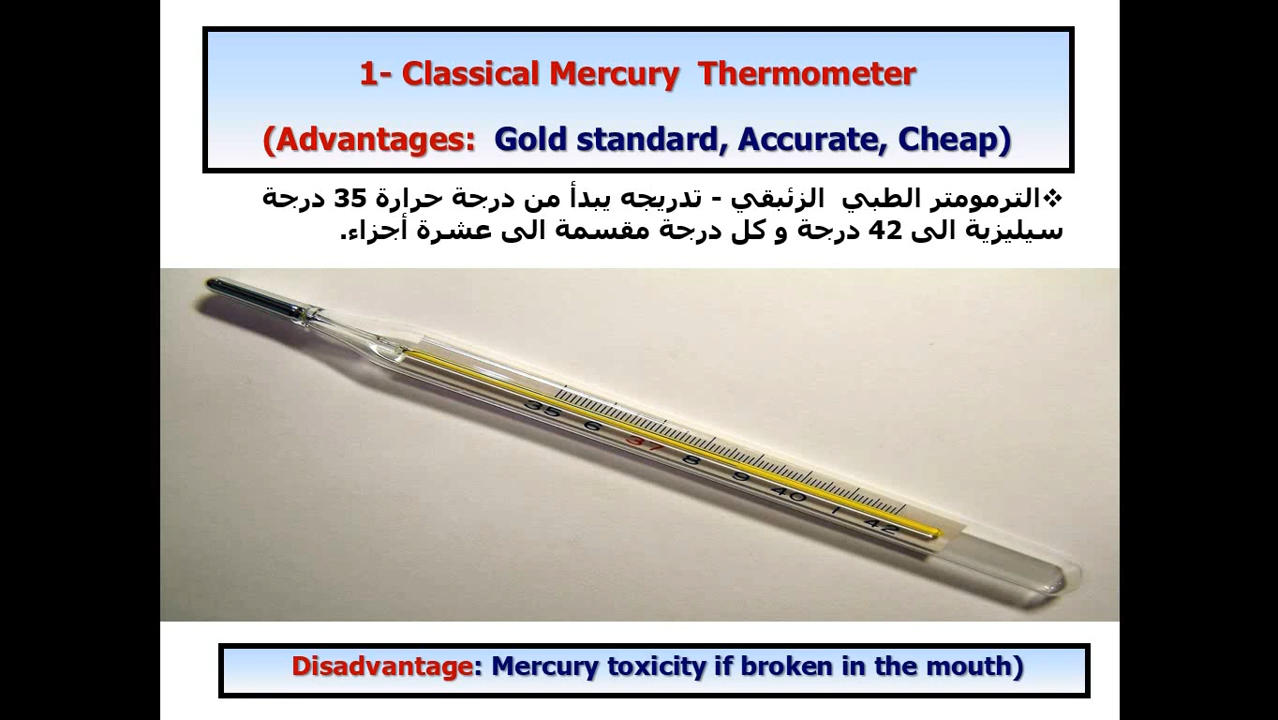 1- Classical Mercury Thermometer
(Advantages: Gold standard, Accurate, Cheap)
❖الترمومتر الطبي الزئبقي - تدريجه يبدأ من درجة حرارة 35 درجة
سيليزية الى 42 درجة و كل درجة مقسمة الى عشرة أجزاء.
35 6 37 8 9 40 1 42
Disadvantage: Mercury toxicity if broken in the mouth)